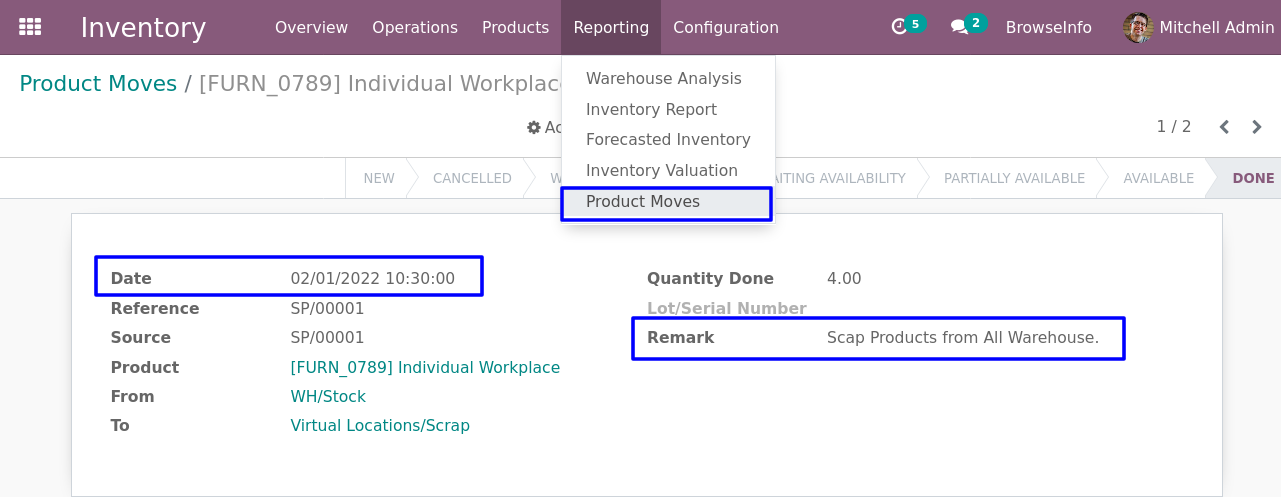 Inventory Overview Operations Products Reporting Configuration 5 2 BrowseInfo Mitchell Admin
Product Moves / [FURN_0789] Individual Workplac
Warehouse Analysis
Inventory Report
Forecasted Inventory
Inventory Valuation
Product Moves
1 / 2
NEW CANCELLED AVAILABILITY PARTIALLY AVAILABLE AVAILABLE DONE
Date 02/01/2022 10:30:00
Reference SP/00001
Source SP/00001
Product [FURN_0789] Individual Workplace
From WH/Stock
To Virtual Locations/Scrap
Quantity Done 4.00
Lot/Serial Number
Remark Scap Products from All Warehouse.